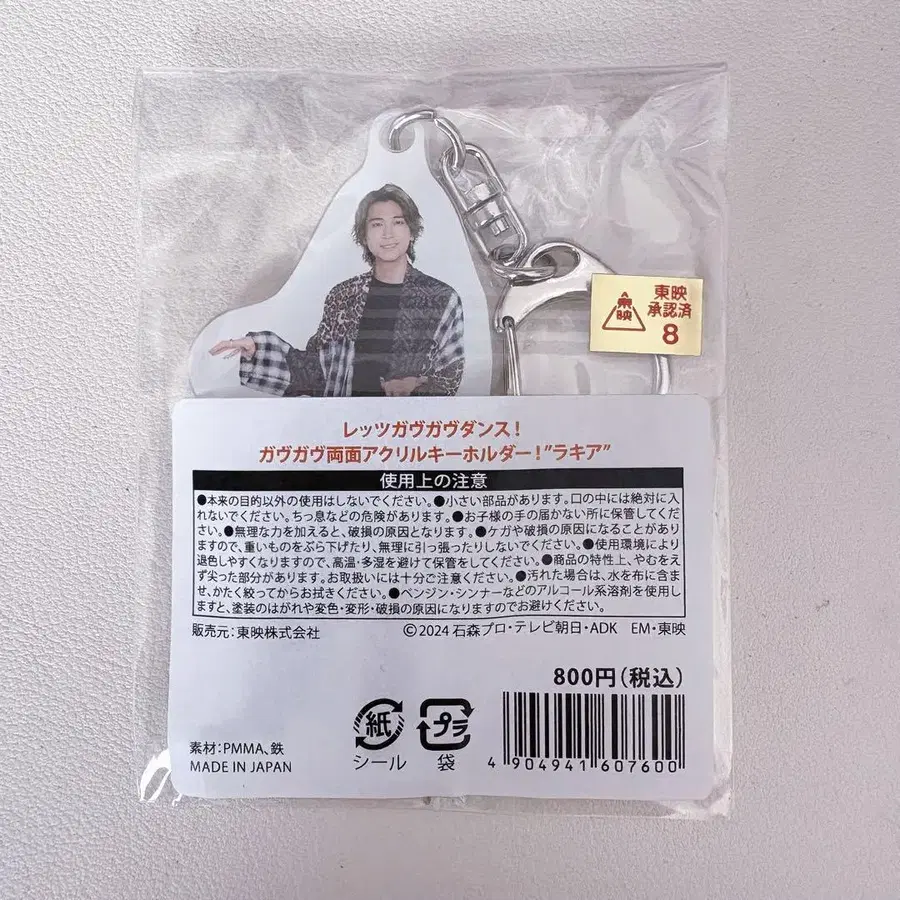 東映
東映
承認済
8
レッツガヴガヴダンス！
ガヴガヴ両面アクリルキーホルダー！”ラキア”
使用上の注意
●本来の目的以外の使用はしないでください。●小さい部品があります。口の中には絶対に入
れないでください。ちっ息などの危険があります。●お子様の手の届かない所に保管してくだ
さい。●無理な力を加えると、破損の原因となります。●ケガや破損の原因になることがあり
ますので、重いものをぶら下げたり、無理に引っ張ったりしないでください。●使用環境により
退色しやすくなりますので、高温・多湿を避けて保管をしてください。●商品の特性上、やむをえ
ず尖った部分があります。お取扱いには十分ご注意ください。●汚れた場合は、水を布に含ま
せ、かたく絞ってからお拭きください。●ベンジン・シンナーなどのアルコール系溶剤を使用し
ますと、塗装のはがれや変色・変形・破損の原因になりますのでお避けください。
販売元：東映株式会社
©2024 石森プロ・テレビ朝日・ADK EM・東映
800円（税込）
紙
シール
プラ
袋
素材：PMMA、鉄
MADE IN JAPAN
4 904941 607600